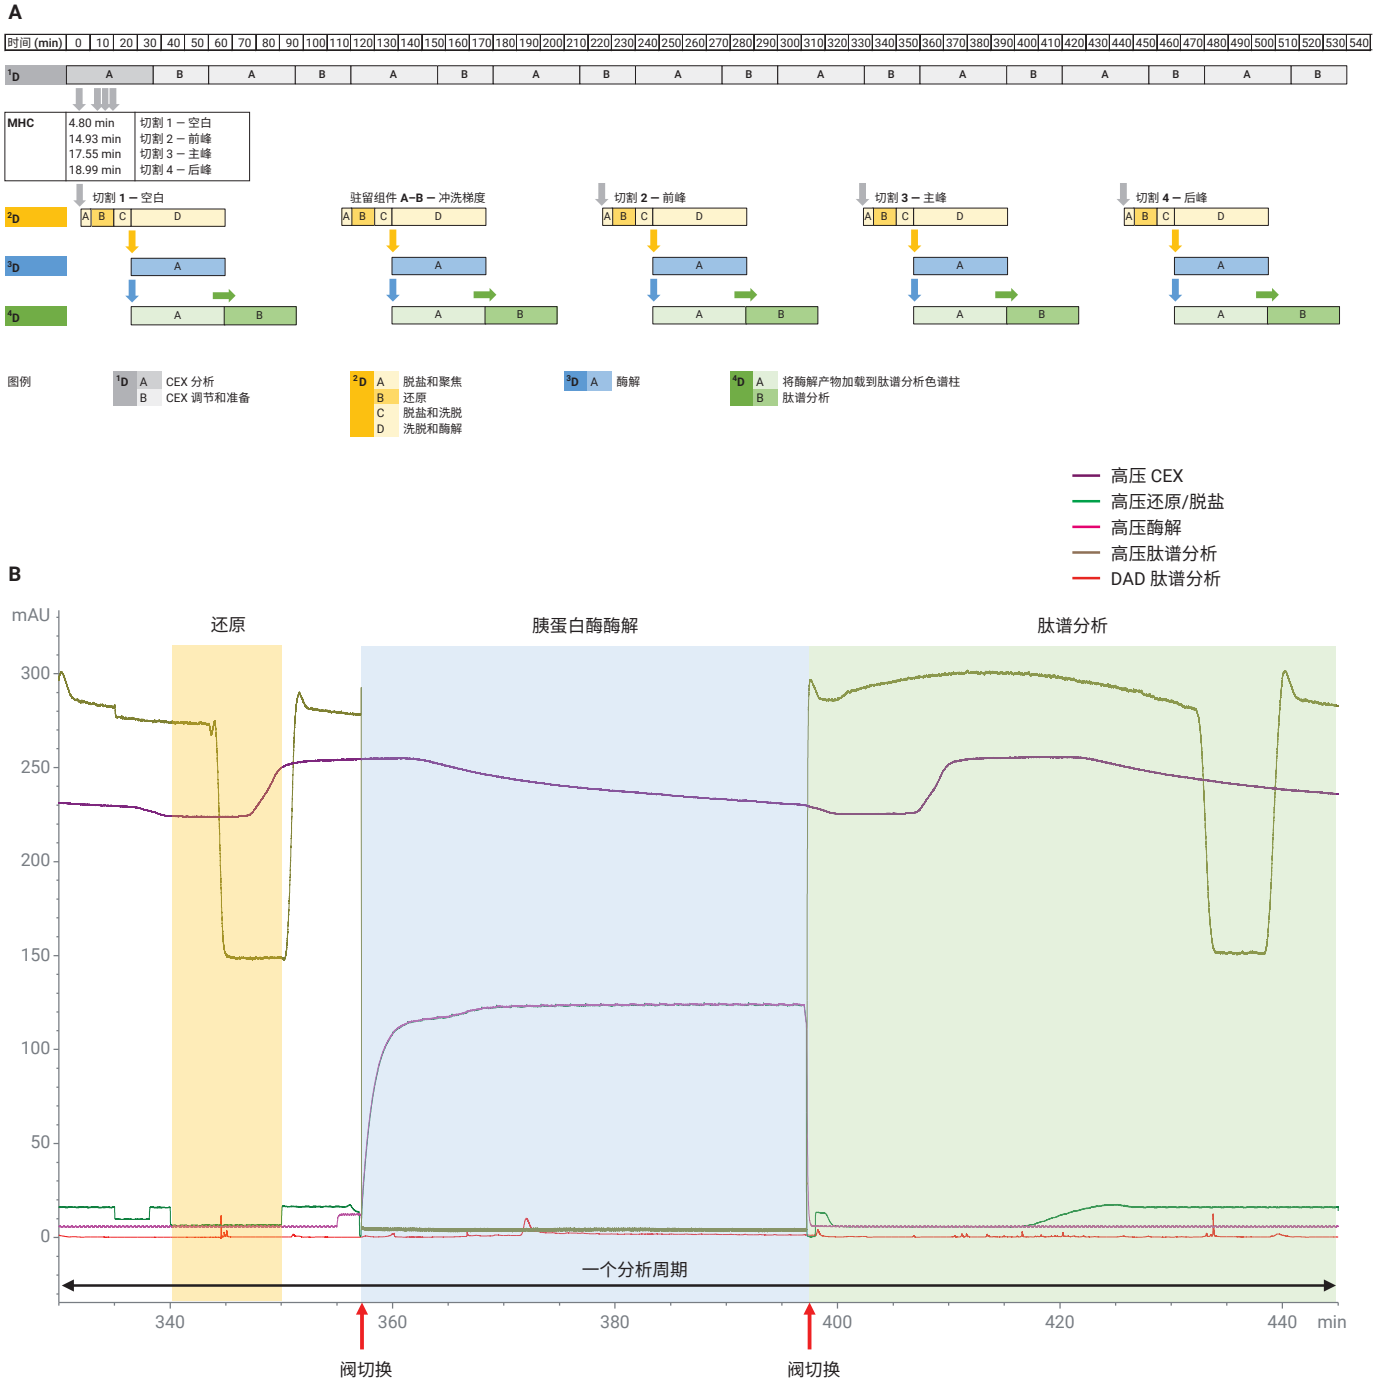 A
时间 (min) 0 10 20 30 40 50 60 70 80 90 100 110 120 130 140 150 160 170 180 190 200 210 220 230 240 250 260 270 280 290 300 310 320 330 340 350 360 370 380 390 400 410 420 430 440 450 460 470 480 490 500 510 520 530 540
¹D A B A B A B A B A B A B A B A B A B
MHC 4.80 min 切割 1 – 空白
14.93 min 切割 2 – 前峰
17.55 min 切割 3 – 主峰
18.99 min 切割 4 – 后峰
切割 1 – 空白 驻留组件 A–B – 冲洗梯度 切割 2 – 前峰 切割 3 – 主峰 切割 4 – 后峰
²D A B C D A B C D A B C D A B C D A B C D
³D A A A A A
⁴D A B A B A B A B A B
图例 ¹D A CEX 分析 ²D A 脱盐和聚焦 ³D A 酶解 ⁴D A 将酶解产物加载到肽谱分析色谱柱
B CEX 调节和准备 B 还原 B 肽谱分析
C 脱盐和洗脱
D 洗脱和酶解
高压 CEX
高压还原/脱盐
高压酶解
高压肽谱分析
DAD 肽谱分析
B
mAU
还原 胰蛋白酶酶解 肽谱分析
300
250
200
150
100
50
0
一个分析周期
340 360 380 400 420 440 min
阀切换 阀切换